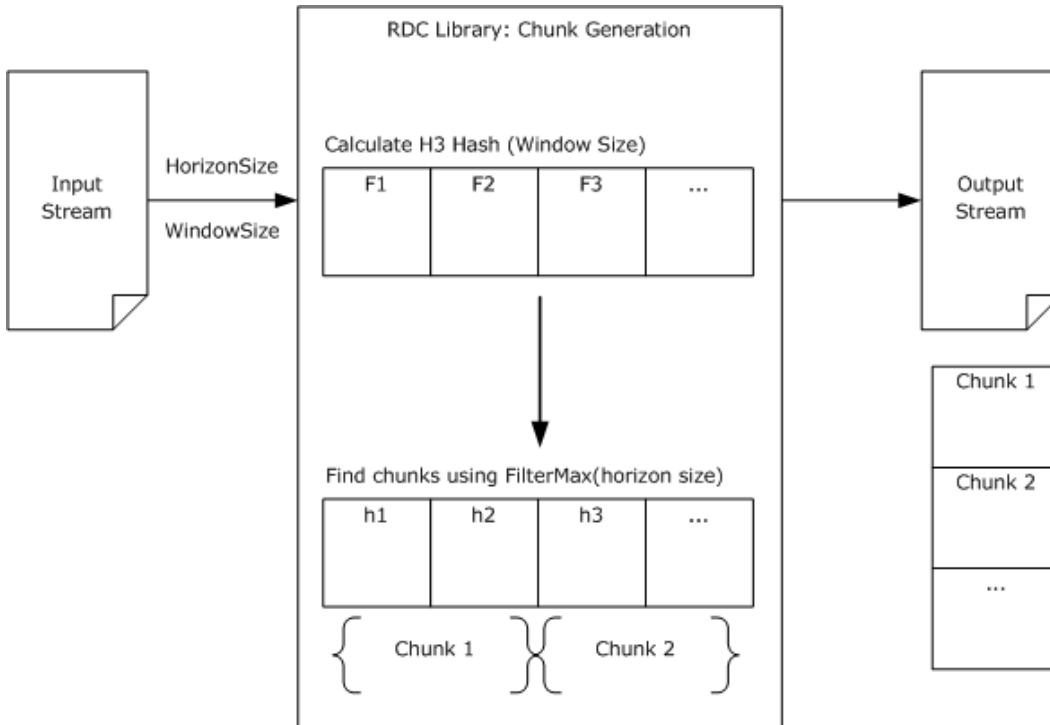 RDC Library: Chunk Generation
Input
Stream
HorizonSize
WindowSize
Calculate H3 Hash (Window Size)
F1 F2 F3 ...
Find chunks using FilterMax(horizon size)
h1 h2 h3 ...
Chunk 1 Chunk 2
Output
Stream
Chunk 1
Chunk 2
...